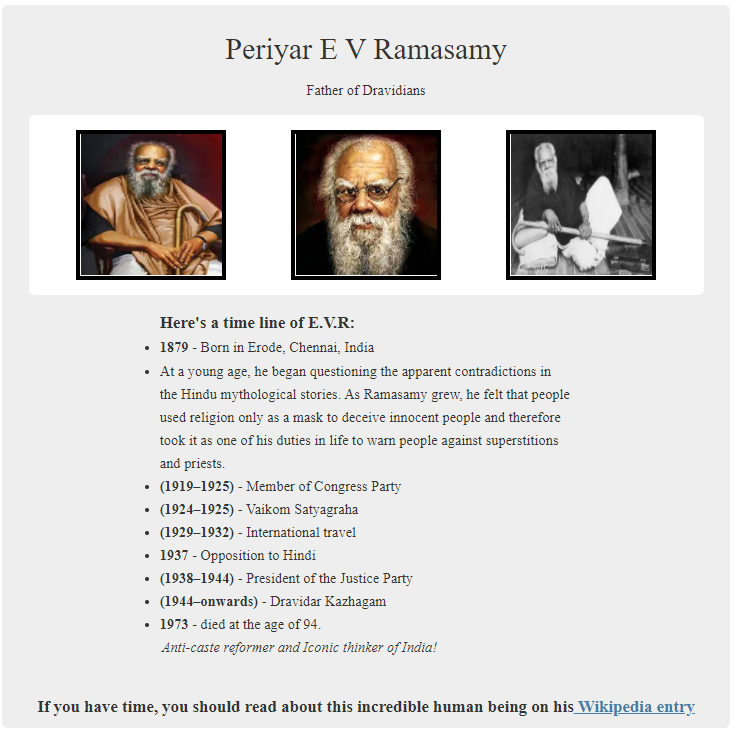 Periyar E V Ramasamy
Father of Dravidians
Here's a time line of E.V.R:
• 1879 - Born in Erode, Chennai, India
• At a young age, he began questioning the apparent contradictions in
the Hindu mythological stories. As Ramasamy grew, he felt that people
used religion only as a mask to deceive innocent people and therefore
took it as one of his duties in life to warn people against superstitions
and priests.
• (1919–1925) - Member of Congress Party
• (1924–1925) - Vaikom Satyagraha
• (1929–1932) - International travel
• 1937 - Opposition to Hindi
• (1938–1944) - President of the Justice Party
• (1944–onwards) - Dravidar Kazhagam
• 1973 - died at the age of 94.
Anti-caste reformer and Iconic thinker of India!
If you have time, you should read about this incredible human being on his Wikipedia entry